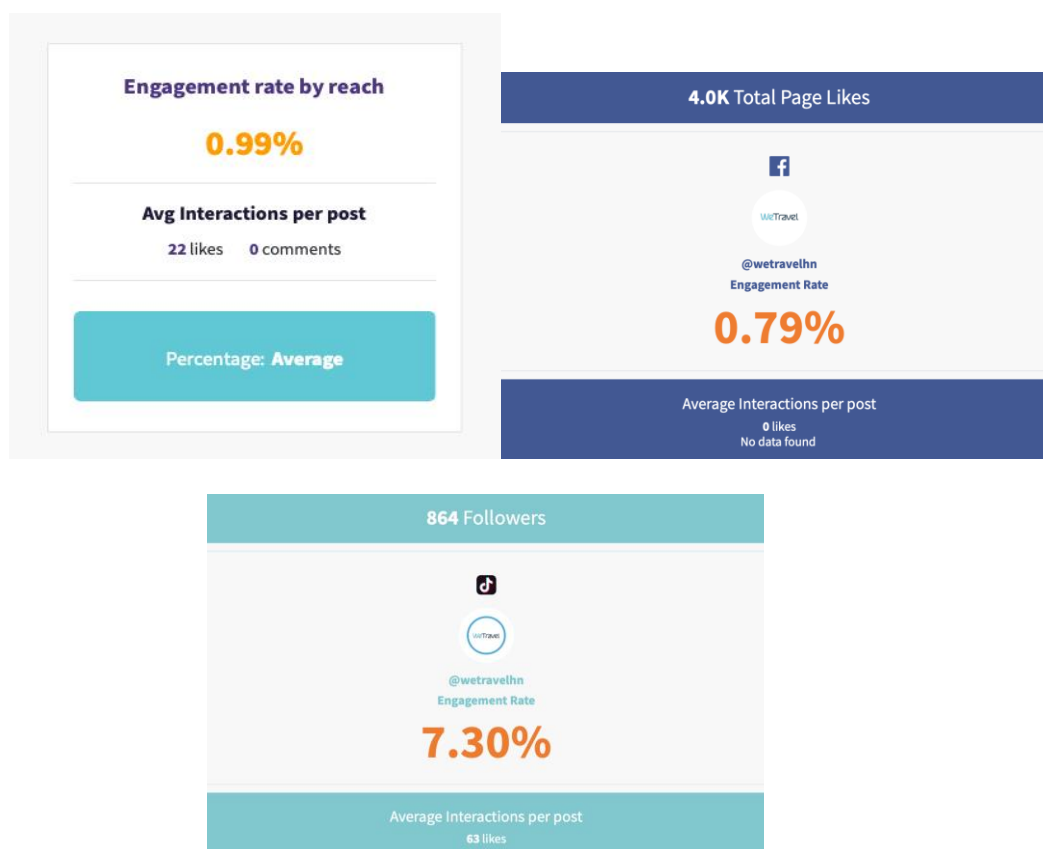 Engagement rate by reach
0.99%
Avg Interactions per post
22 likes 0 comments
Percentage: Average
4.0K Total Page Likes
WeTravel
@wetravelhn
Engagement Rate
0.79%
Average Interactions per post
0 likes
No data found
864 Followers
WeTravel
@wetravelhn
Engagement Rate
7.30%
Average Interactions per post
63 likes